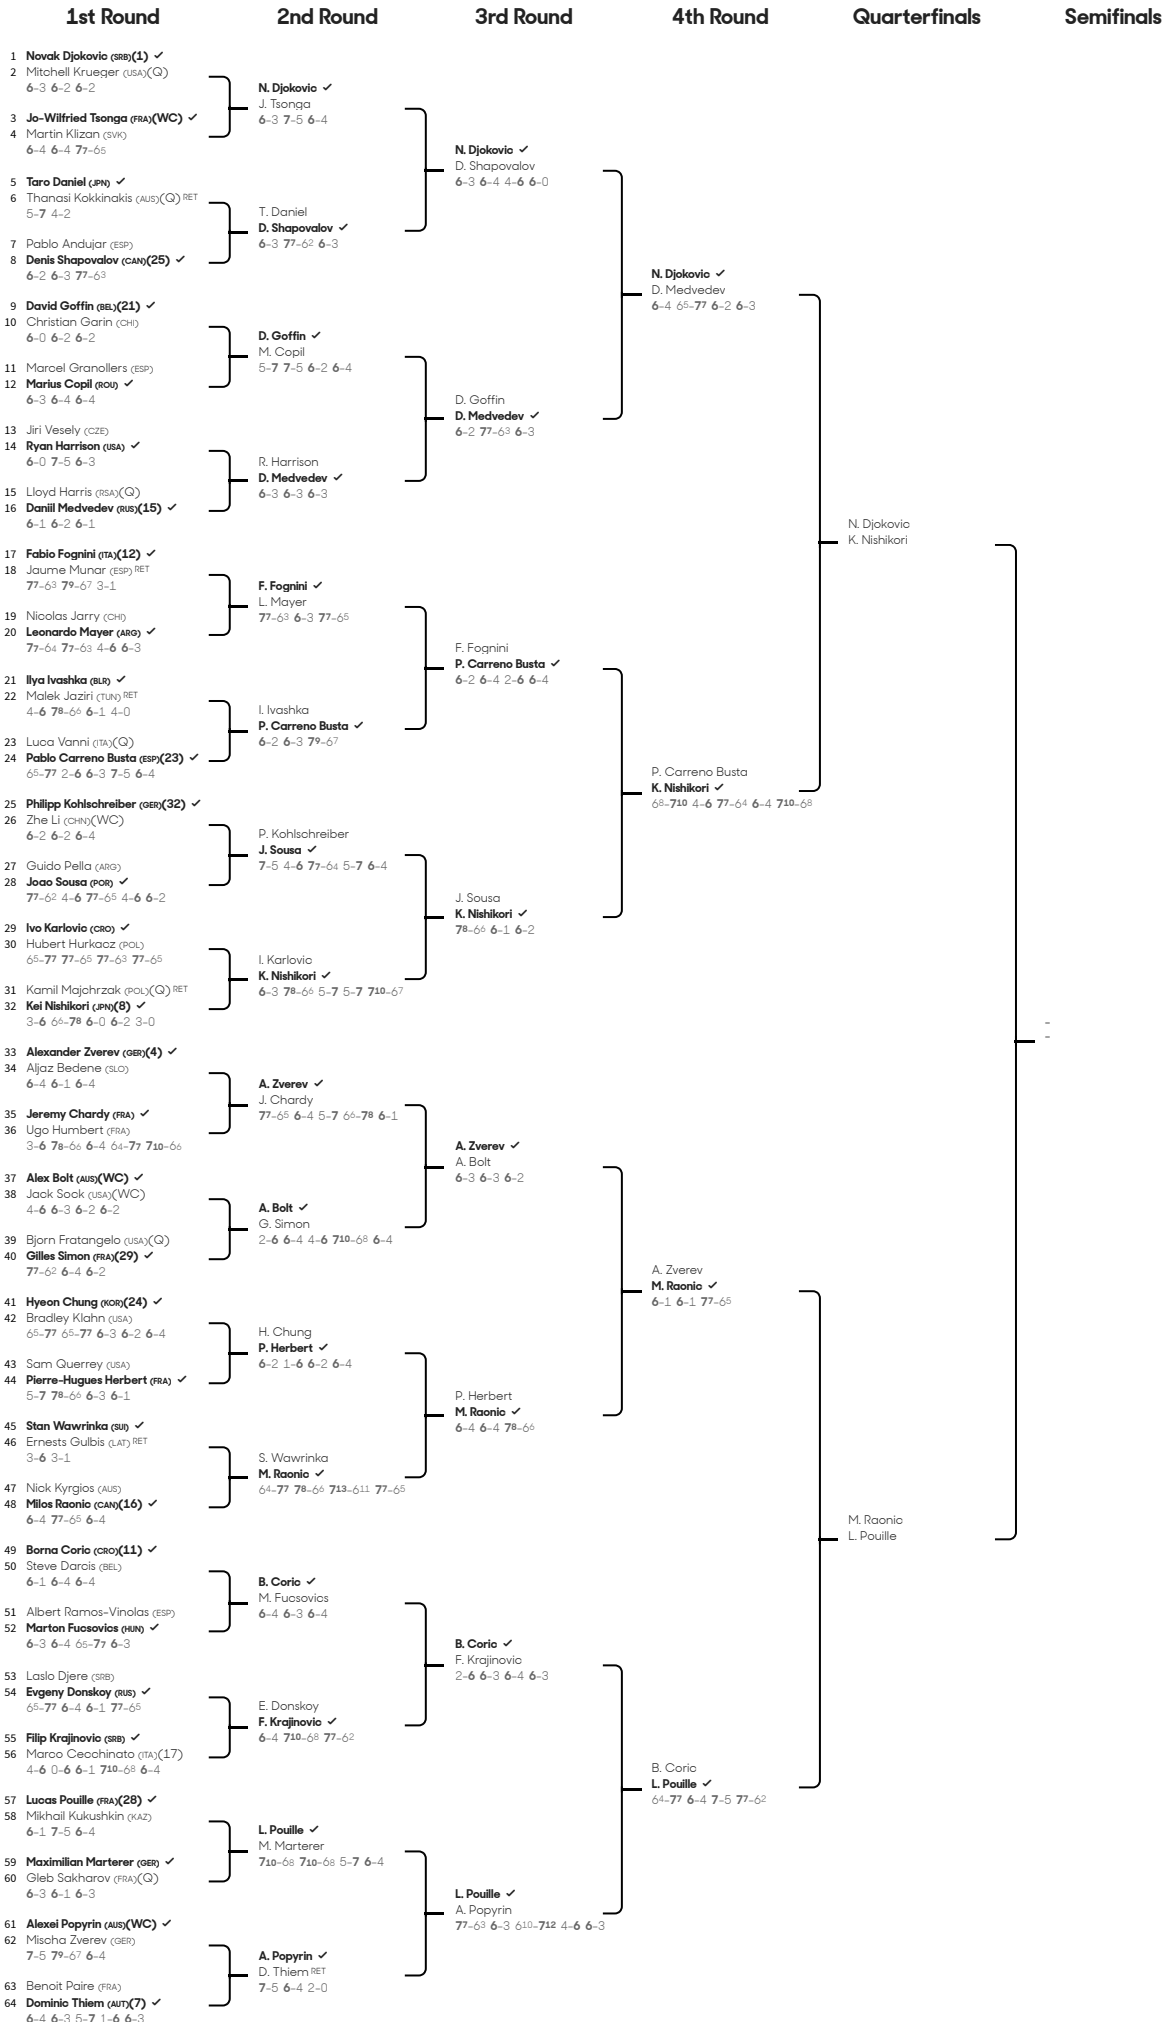 1st Round
2nd Round
3rd Round
4th Round
Quarterfinals
Semifinals
1 Novak Djokovic (SRB)(1) ✓
2 Mitchell Krueger (USA)(Q)
6-3 6-2 6-2
3 Jo-Wilfried Tsonga (FRA)(WC) ✓
4 Martin Klizan (SVK)
6-4 6-4 7⁷-6⁵
5 Taro Daniel (JPN) ✓
6 Thanasi Kokkinakis (AUS)(Q) RET
5-7 4-2
7 Pablo Andujar (ESP)
8 Denis Shapovalov (CAN)(25) ✓
6-2 6-3 7⁷-6³
9 David Goffin (BEL)(21) ✓
10 Christian Garin (CHI)
6-0 6-2 6-2
11 Marcel Granollers (ESP)
12 Marius Copil (ROU) ✓
6-3 6-4 6-4
13 Jiri Vesely (CZE)
14 Ryan Harrison (USA) ✓
6-0 7-5 6-3
15 Lloyd Harris (RSA)(Q)
16 Daniil Medvedev (RUS)(15) ✓
6-1 6-2 6-1
17 Fabio Fognini (ITA)(12) ✓
18 Jaume Munar (ESP) RET
7⁷-6³ 7⁹-6⁷ 3-1
19 Nicolas Jarry (CHI)
20 Leonardo Mayer (ARG) ✓
7⁷-6⁴ 7⁷-6³ 4-6 6-3
21 Ilya Ivashka (BLR) ✓
22 Malek Jaziri (TUN) RET
4-6 7⁸-6⁶ 6-1 4-0
23 Luca Vanni (ITA)(Q)
24 Pablo Carreno Busta (ESP)(23) ✓
6⁵-7⁷ 2-6 6-3 7-5 6-4
25 Philipp Kohlschreiber (GER)(32) ✓
26 Zhe Li (CHN)(WC)
6-2 6-2 6-4
27 Guido Pella (ARG)
28 Joao Sousa (POR) ✓
7⁷-6² 4-6 7⁷-6⁵ 4-6 6-2
29 Ivo Karlovic (CRO) ✓
30 Hubert Hurkacz (POL)
6⁵-7⁷ 7⁷-6⁵ 7⁷-6³ 7⁷-6⁵
31 Kamil Majchrzak (POL)(Q) RET
32 Kei Nishikori (JPN)(8) ✓
3-6 6⁶-7⁸ 6-0 6-2 3-0
33 Alexander Zverev (GER)(4) ✓
34 Aljaz Bedene (SLO)
6-4 6-1 6-4
35 Jeremy Chardy (FRA) ✓
36 Ugo Humbert (FRA)
3-6 7⁸-6⁶ 6-4 6⁴-7⁷ 7¹⁰-6⁶
37 Alex Bolt (AUS)(WC) ✓
38 Jack Sock (USA)(WC)
4-6 6-3 6-2 6-2
39 Bjorn Fratangelo (USA)(Q)
40 Gilles Simon (FRA)(29) ✓
7⁷-6² 6-4 6-2
41 Hyeon Chung (KOR)(24) ✓
42 Bradley Klahn (USA)
6⁵-7⁷ 6⁵-7⁷ 6-3 6-2 6-4
43 Sam Querrey (USA)
44 Pierre-Hugues Herbert (FRA) ✓
5-7 7⁸-6⁶ 6-3 6-1
45 Stan Wawrinka (SUI) ✓
46 Ernests Gulbis (LAT) RET
3-6 3-1
47 Nick Kyrgios (AUS)
48 Milos Raonic (CAN)(16) ✓
6-4 7⁷-6⁵ 6-4
49 Borna Coric (CRO)(11) ✓
50 Steve Darcis (BEL)
6-1 6-4 6-4
51 Albert Ramos-Vinolas (ESP)
52 Marton Fucsovics (HUN) ✓
6-3 6-4 6⁵-7⁷ 6-3
53 Laslo Djere (SRB)
54 Evgeny Donskoy (RUS) ✓
6⁵-7⁷ 6-4 6-1 7⁷-6⁵
55 Filip Krajinovic (SRB) ✓
56 Marco Cecchinato (ITA)(17)
4-6 0-6 6-1 7¹⁰-6⁸ 6-4
57 Lucas Pouille (FRA)(28) ✓
58 Mikhail Kukushkin (KAZ)
6-1 7-5 6-4
59 Maximilian Marterer (GER) ✓
60 Gleb Sakharov (FRA)(Q)
6-3 6-1 6-3
61 Alexei Popyrin (AUS)(WC) ✓
62 Mischa Zverev (GER)
7-5 7⁹-6⁷ 6-4
63 Benoit Paire (FRA)
64 Dominic Thiem (AUT)(7) ✓
6-4 6-3 5-7 1-6 6-3
N. Djokovic ✓
J. Tsonga
6-3 7-5 6-4
T. Daniel
D. Shapovalov ✓
6-3 7⁷-6² 6-3
D. Goffin ✓
M. Copil
5-7 7-5 6-2 6-4
R. Harrison
D. Medvedev ✓
6-3 6-3 6-3
F. Fognini ✓
L. Mayer
7⁷-6³ 6-3 7⁷-6⁵
I. Ivashka
P. Carreno Busta ✓
6-2 6-3 7⁹-6⁷
P. Kohlschreiber
J. Sousa ✓
7-5 4-6 7⁷-6⁴ 5-7 6-4
I. Karlovic
K. Nishikori ✓
6-3 7⁸-6⁶ 5-7 5-7 7¹⁰-6⁷
A. Zverev ✓
J. Chardy
7⁷-6⁵ 6-4 5-7 6⁶-7⁸ 6-1
A. Bolt ✓
G. Simon
2-6 6-4 4-6 7¹⁰-6⁸ 6-4
H. Chung
P. Herbert ✓
6-2 1-6 6-2 6-4
S. Wawrinka
M. Raonic ✓
6⁴-7⁷ 7⁸-6⁶ 7¹³-6¹¹ 7⁷-6⁵
B. Coric ✓
M. Fucsovics
6-4 6-3 6-4
E. Donskoy
F. Krajinovic ✓
6-4 7¹⁰-6⁸ 7⁷-6²
L. Pouille ✓
M. Marterer
7¹⁰-6⁸ 7¹⁰-6⁸ 5-7 6-4
A. Popyrin ✓
D. Thiem RET
7-5 6-4 2-0
N. Djokovic ✓
D. Shapovalov
6-3 6-4 4-6 6-0
D. Goffin
D. Medvedev ✓
6-2 7⁷-6³ 6-3
F. Fognini
P. Carreno Busta ✓
6-2 6-4 2-6 6-4
J. Sousa
K. Nishikori ✓
7⁸-6⁶ 6-1 6-2
A. Zverev ✓
A. Bolt
6-3 6-3 6-2
P. Herbert
M. Raonic ✓
6-4 6-4 7⁸-6⁶
B. Coric ✓
F. Krajinovic
2-6 6-3 6-4 6-3
L. Pouille ✓
A. Popyrin
7⁷-6³ 6-3 6¹⁰-7¹² 4-6 6-3
N. Djokovic ✓
D. Medvedev
6-4 6⁵-7⁷ 6-2 6-3
P. Carreno Busta
K. Nishikori ✓
6⁸-7¹⁰ 4-6 7⁷-6⁴ 6-4 7¹⁰-6⁸
A. Zverev
M. Raonic ✓
6-1 6-1 7⁷-6⁵
B. Coric
L. Pouille ✓
6⁴-7⁷ 6-4 7-5 7⁷-6²
N. Djokovic
K. Nishikori
M. Raonic
L. Pouille
-
-